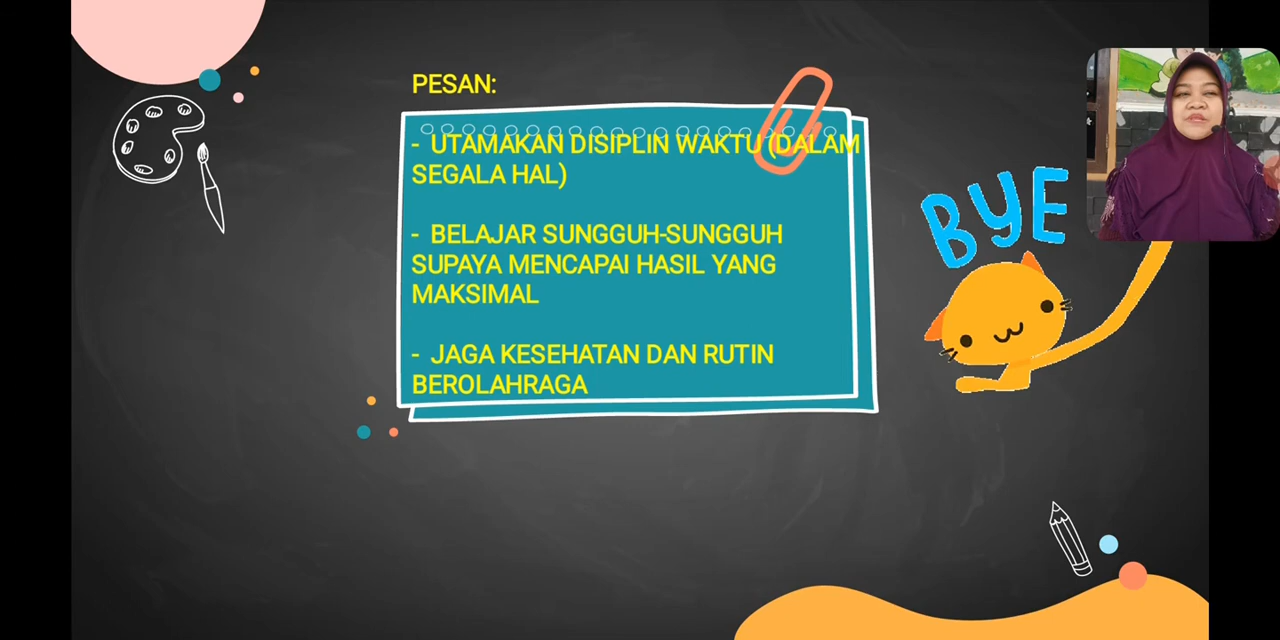 PESAN:
- UTAMAKAN DISIPLIN WAKTU (DALAM
SEGALA HAL)
- BELAJAR SUNGGUH-SUNGGUH
SUPAYA MENCAPAI HASIL YANG
MAKSIMAL
- JAGA KESEHATAN DAN RUTIN
BEROLAHRAGA
BYE